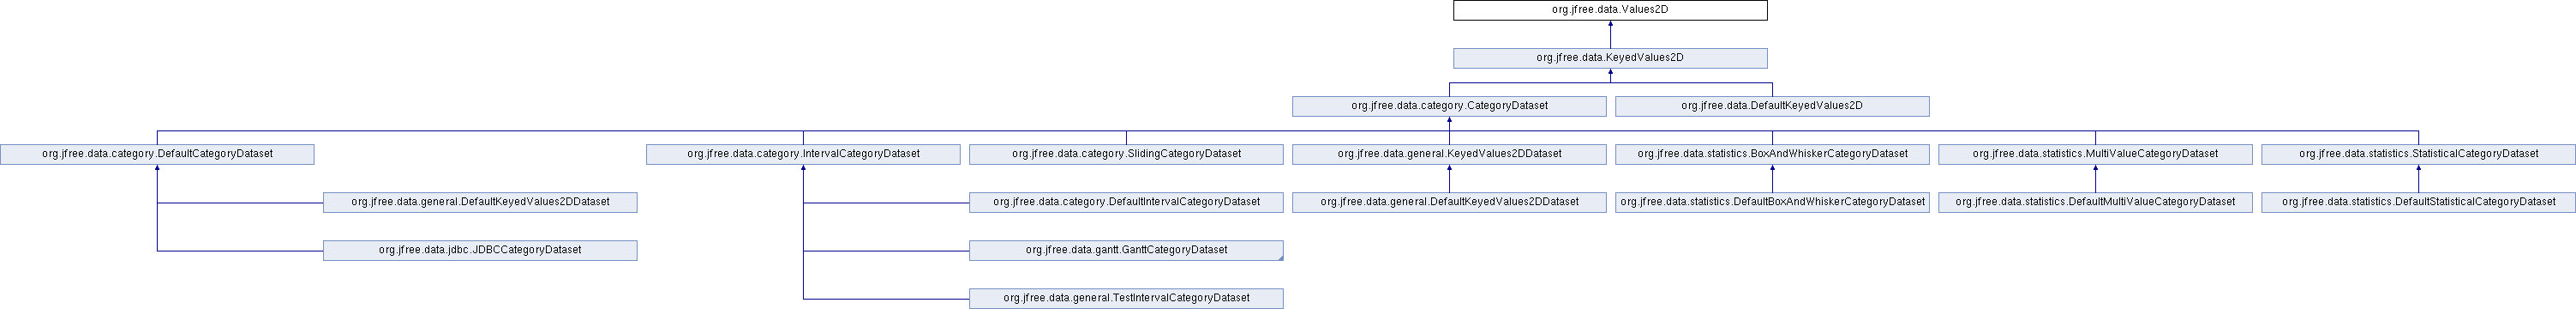 org.jfree.data.Values2D
org.jfree.data.KeyedValues2D
org.jfree.data.category.CategoryDataset
org.jfree.data.DefaultKeyedValues2D
org.jfree.data.category.DefaultCategoryDataset
org.jfree.data.category.IntervalCategoryDataset
org.jfree.data.category.SlidingCategoryDataset
org.jfree.data.general.KeyedValues2DDataset
org.jfree.data.statistics.BoxAndWhiskerCategoryDataset
org.jfree.data.statistics.MultiValueCategoryDataset
org.jfree.data.statistics.StatisticalCategoryDataset
org.jfree.data.general.DefaultKeyedValues2DDataset
org.jfree.data.category.DefaultIntervalCategoryDataset
org.jfree.data.general.DefaultKeyedValues2DDataset
org.jfree.data.statistics.DefaultBoxAndWhiskerCategoryDataset
org.jfree.data.statistics.DefaultMultiValueCategoryDataset
org.jfree.data.statistics.DefaultStatisticalCategoryDataset
org.jfree.data.jdbc.JDBCCategoryDataset
org.jfree.data.gantt.GanttCategoryDataset
org.jfree.data.general.TestIntervalCategoryDataset